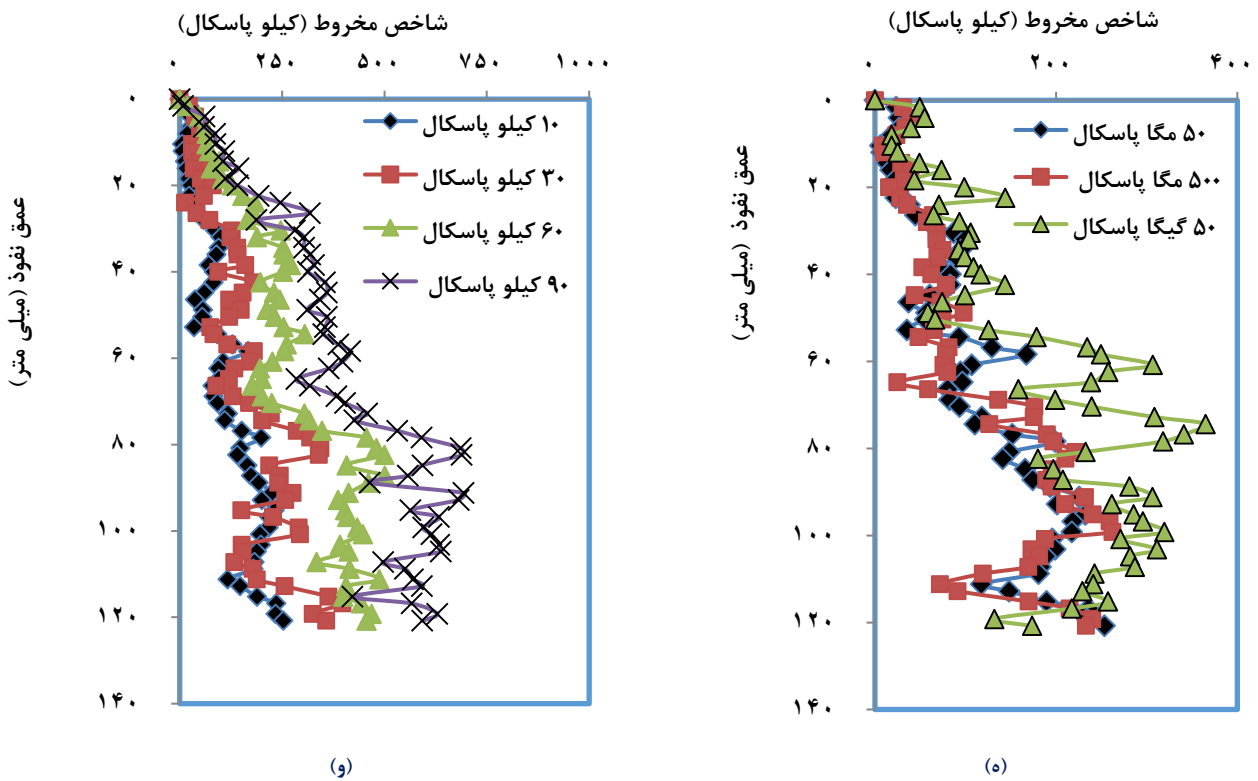 شاخص مخروط (کیلو پاسکال)
۰ ۲۰۰ ۴۰۰
۰
۲۰
۴۰
۶۰
۸۰
۱۰۰
۱۲۰
۱۴۰
عمق نفوذ (میلی متر)
۵۰ مگا پاسکال
۵۰۰ مگا پاسکال
۵۰ گیگا پاسکال
(ه)
شاخص مخروط (کیلو پاسکال)
۰ ۲۵۰ ۵۰۰ ۷۵۰ ۱۰۰۰
۰
۲۰
۴۰
۶۰
۸۰
۱۰۰
۱۲۰
۱۴۰
عمق نفوذ (میلی متر)
۱۰ کیلو پاسکال
۳۰ کیلو پاسکال
۶۰ کیلو پاسکال
۹۰ کیلو پاسکال
(و)